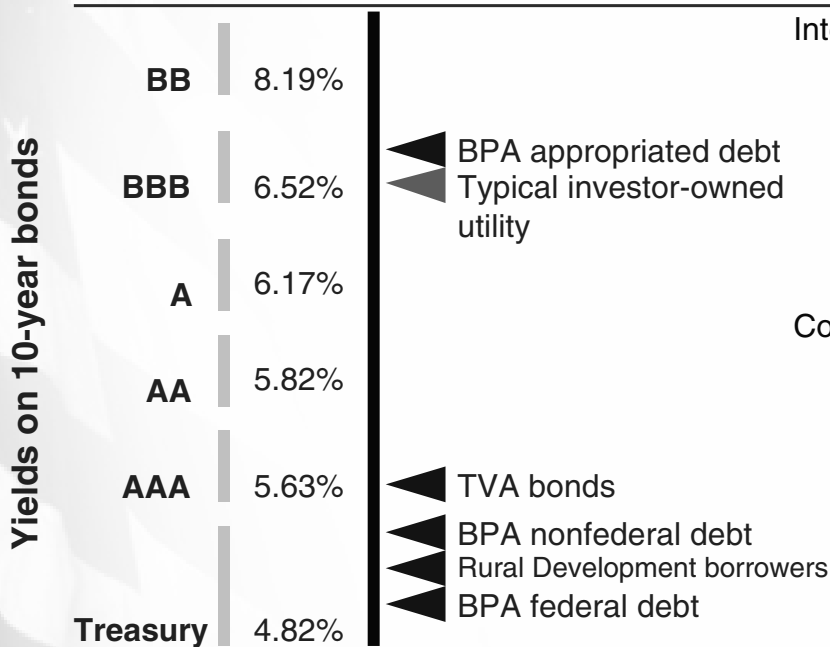 Yields on 10-year bonds
BB 8.19%
BPA appropriated debt
BBB 6.52%
Typical investor-owned
utility
A 6.17%
AA 5.82%
AAA 5.63%
TVA bonds
BPA nonfederal debt
Rural Development borrowers
BPA federal debt
Treasury 4.82%